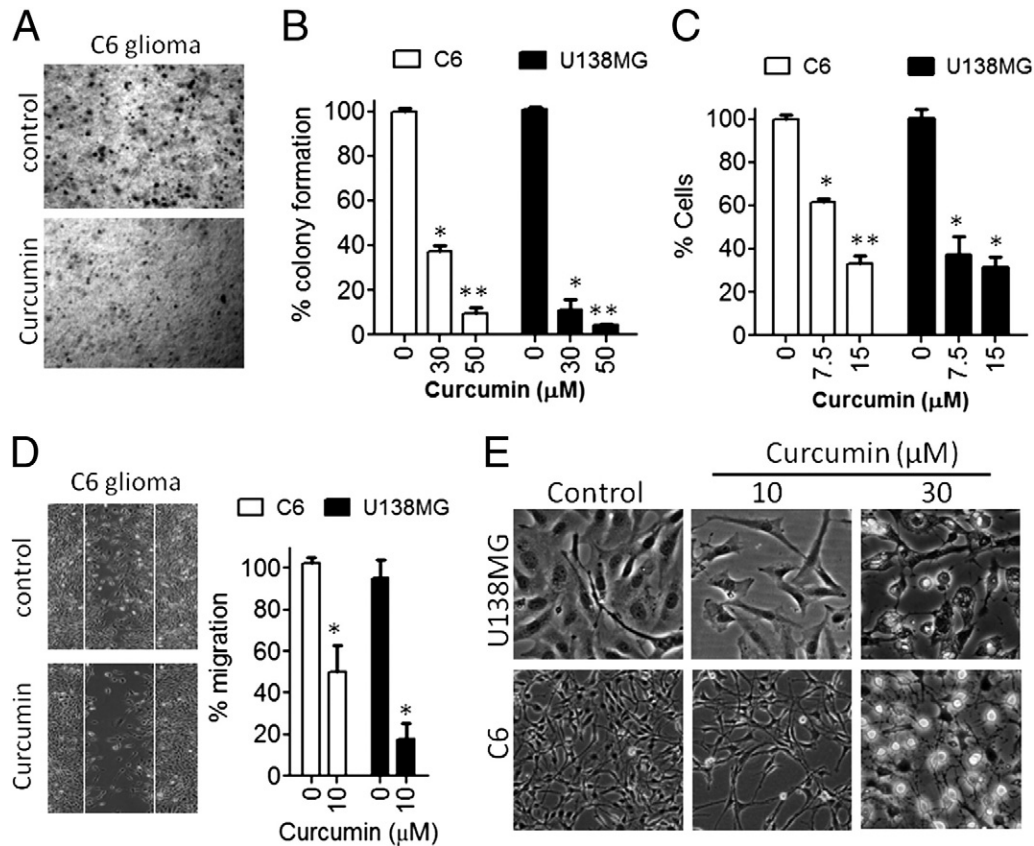 A
C6 glioma
control
Curcumin
B
C6 U138MG
% colony formation
100
80
60
40
20
0
*
**
*
**
0 30 50 0 30 50
Curcumin (μM)
C
C6 U138MG
% Cells
100
80
60
40
20
0
*
**
*
*
0 7.5 15 0 7.5 15
Curcumin (μM)
D
C6 glioma
control
Curcumin
C6 U138MG
% migration
100
80
60
40
20
0
*
*
0 10 0 10
Curcumin (μM)
E
Curcumin (μM)
Control 10 30
U138MG
C6